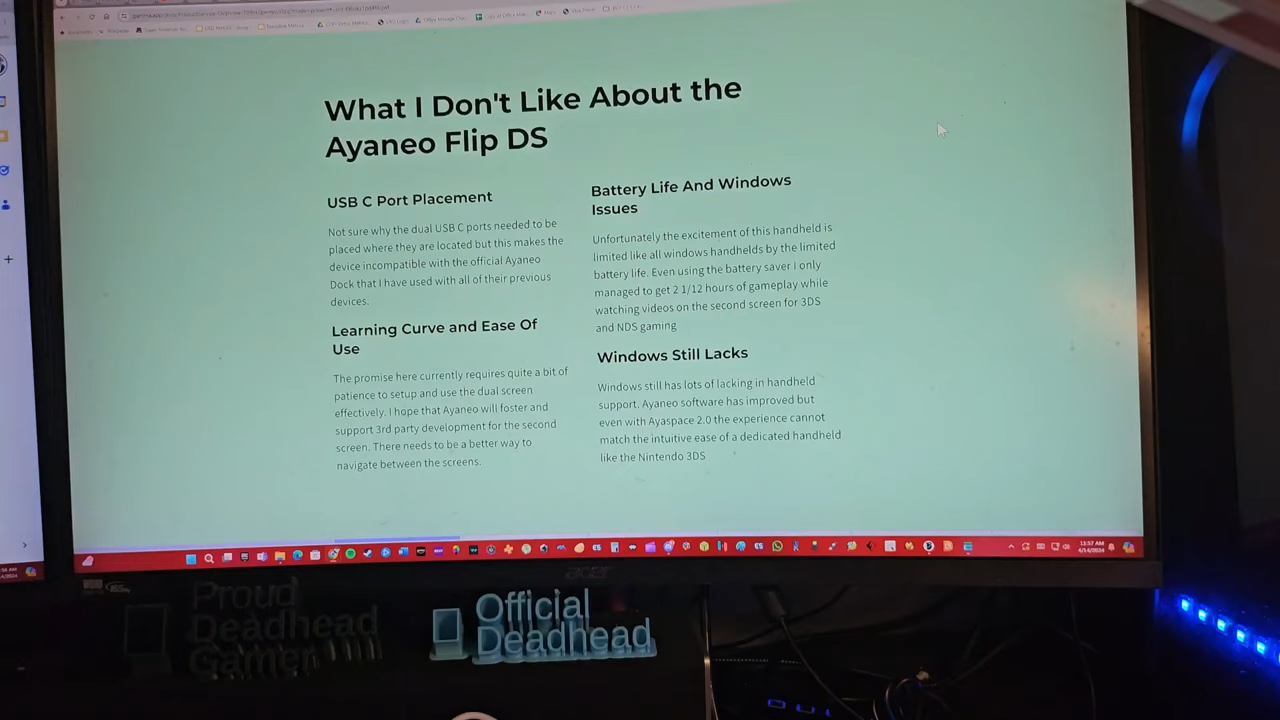 What I Don't Like About the
Ayaneo Flip DS
USB C Port Placement
Not sure why the dual USB C ports needed to be
placed where they are located but this makes the
device incompatible with the official Ayaneo
Dock that I have used with all of their previous
devices.
Learning Curve and Ease Of
Use
The promise here currently requires quite a bit of
patience to setup and use the dual screen
effectively. I hope that Ayaneo will foster and
support 3rd party development for the second
screen. There needs to be a better way to
navigate between the screens.
Battery Life And Windows
Issues
Unfortunately the excitement of this handheld is
limited like all windows handhelds by the limited
battery life. Even using the battery saver I only
managed to get 2 1/12 hours of gameplay while
watching videos on the second screen for 3DS
and NDS gaming
Windows Still Lacks
Windows still has lots of lacking in handheld
support. Ayaneo software has improved but
even with Ayaspace 2.0 the experience cannot
match the intuitive ease of a dedicated handheld
like the Nintendo 3DS
4/14/2024
acer
Proud
Deadhead
Gamer
Official
Deadhead